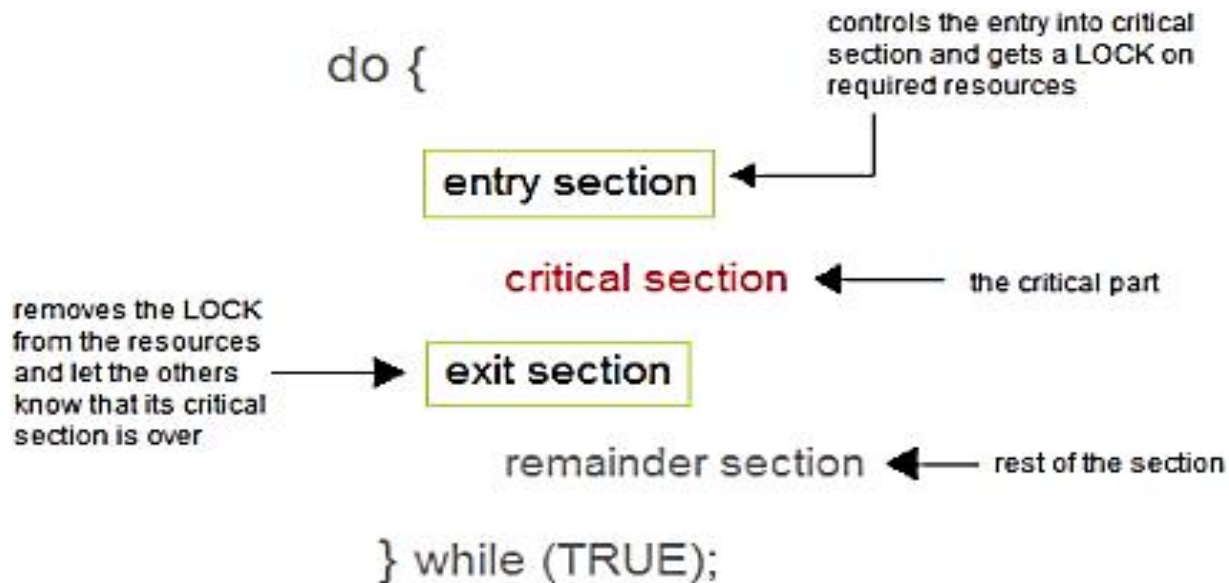 controls the entry into critical
section and gets a LOCK on
required resources
do {
entry section
critical section
the critical part
removes the LOCK
from the resources
and let the others
know that its critical
section is over
exit section
remainder section
rest of the section
} while (TRUE);